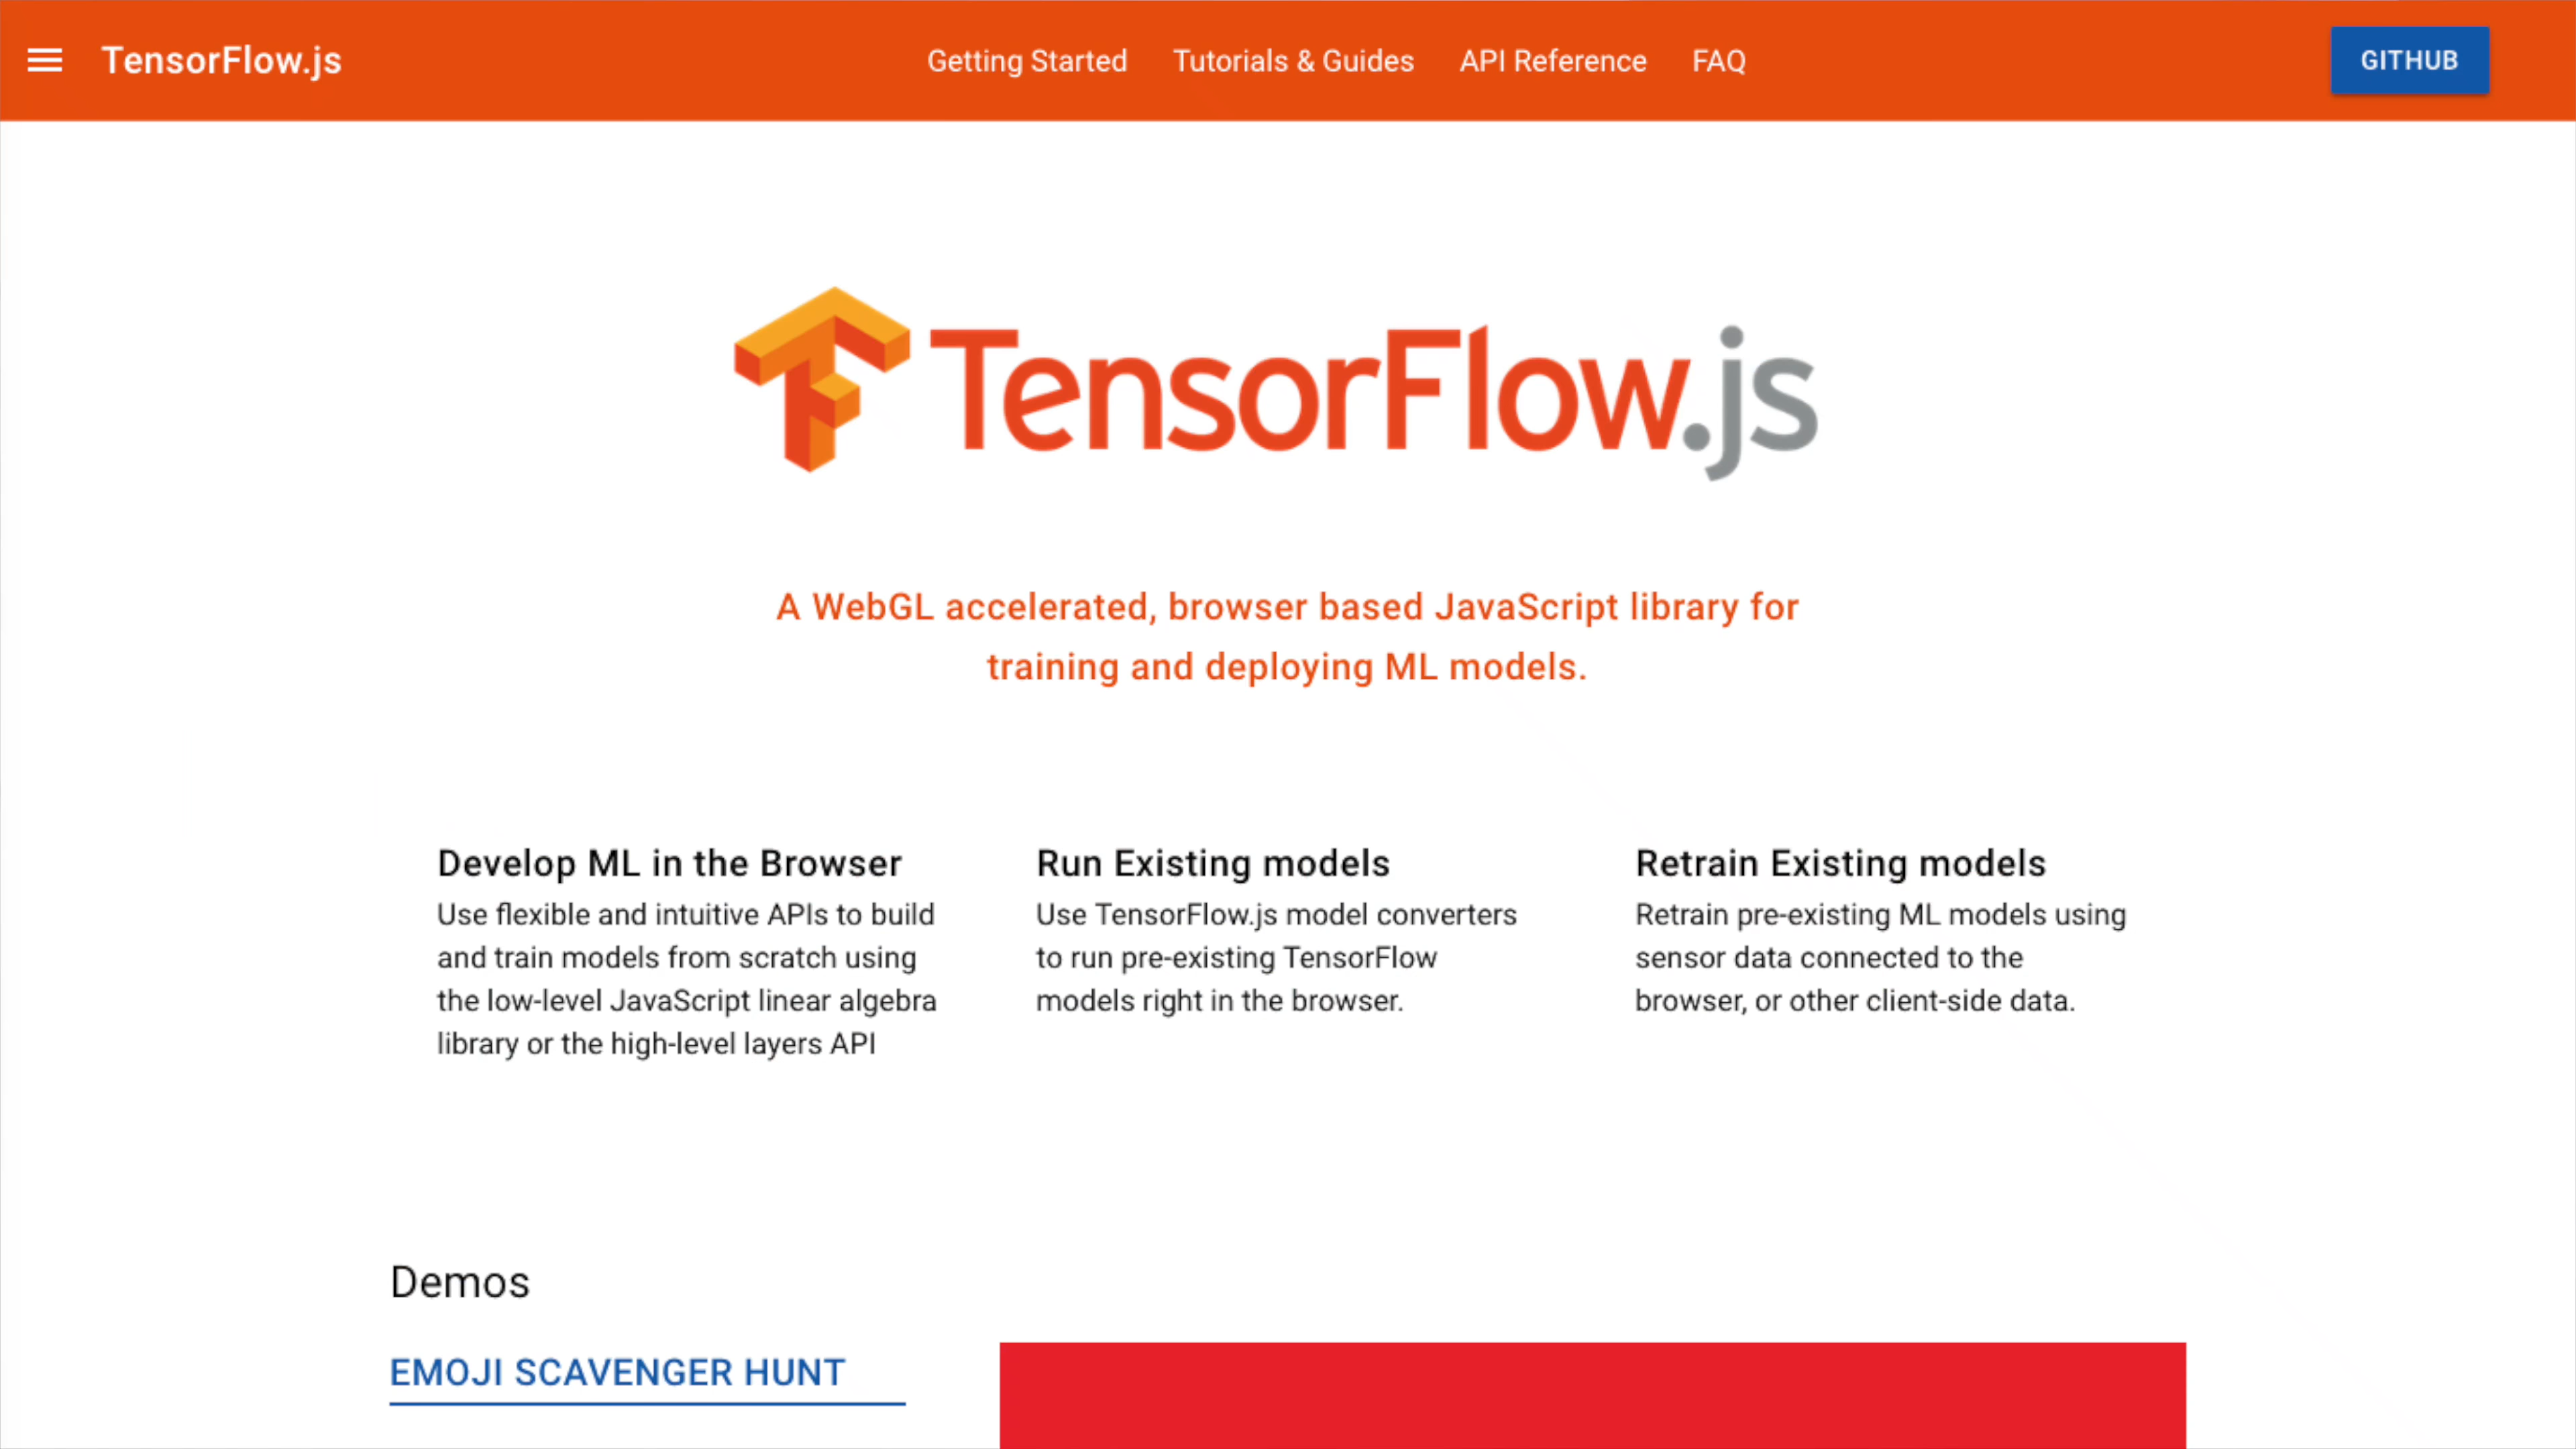 TensorFlow.js
Getting Started
Tutorials & Guides
API Reference
FAQ
GITHUB
TensorFlow.js
A WebGL accelerated, browser based JavaScript library for
training and deploying ML models.
Develop ML in the Browser
Use flexible and intuitive APIs to build
and train models from scratch using
the low-level JavaScript linear algebra
library or the high-level layers API
Run Existing models
Use TensorFlow.js model converters
to run pre-existing TensorFlow
models right in the browser.
Retrain Existing models
Retrain pre-existing ML models using
sensor data connected to the
browser, or other client-side data.
Demos
EMOJI SCAVENGER HUNT